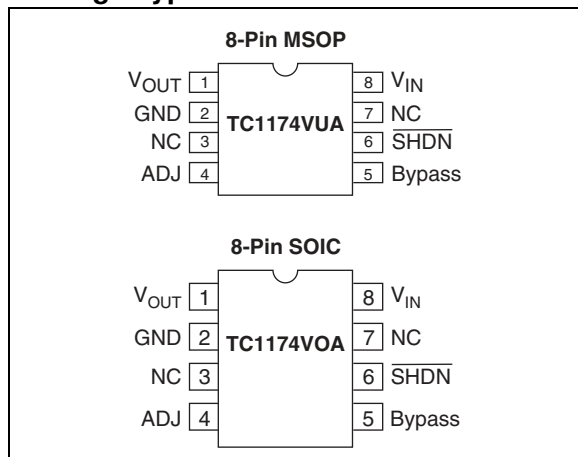 8-Pin MSOP
VOUT 1 8 VIN
GND 2 TC1174VUA 7 NC
NC 3 6 SHDN
ADJ 4 5 Bypass
8-Pin SOIC
VOUT 1 8 VIN
GND 2 TC1174VOA 7 NC
NC 3 6 SHDN
ADJ 4 5 Bypass